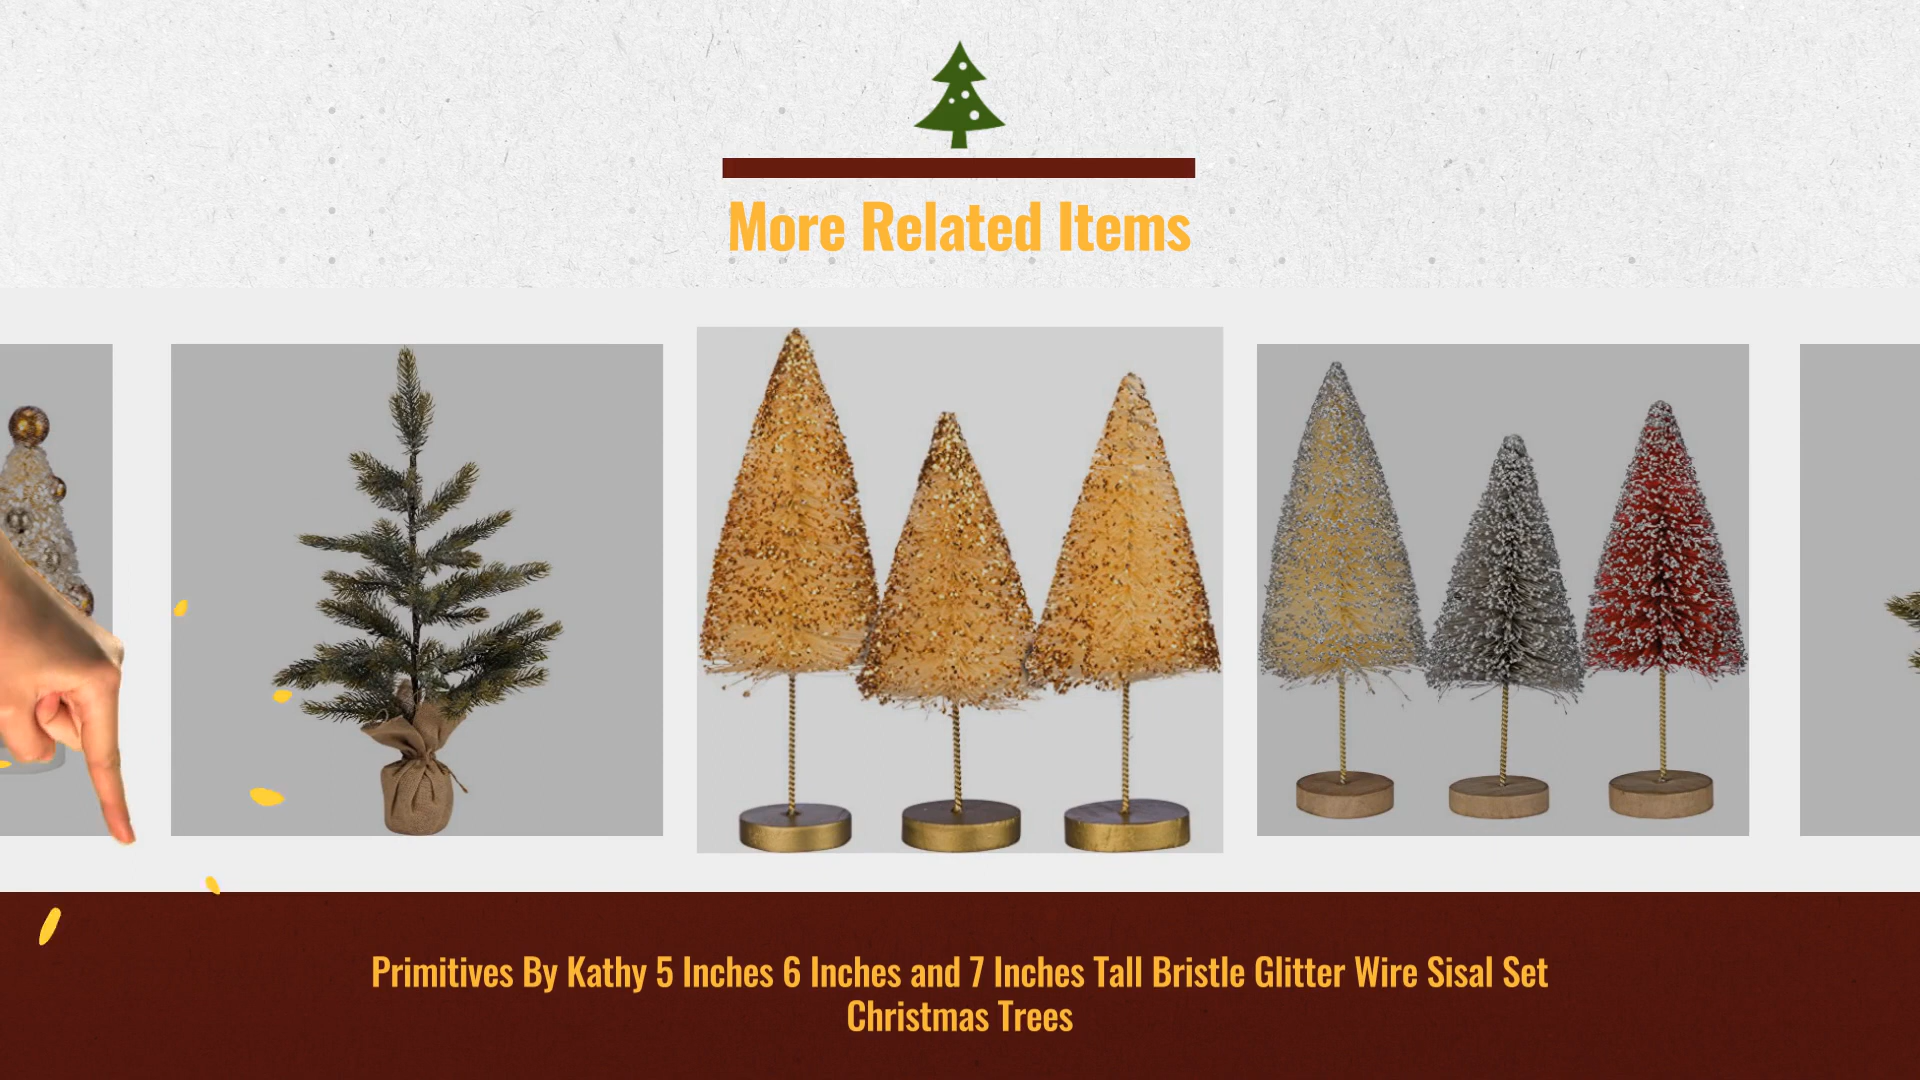 More Related Items
Primitives By Kathy 5 Inches 6 Inches and 7 Inches Tall Bristle Glitter Wire Sisal Set
Christmas Trees